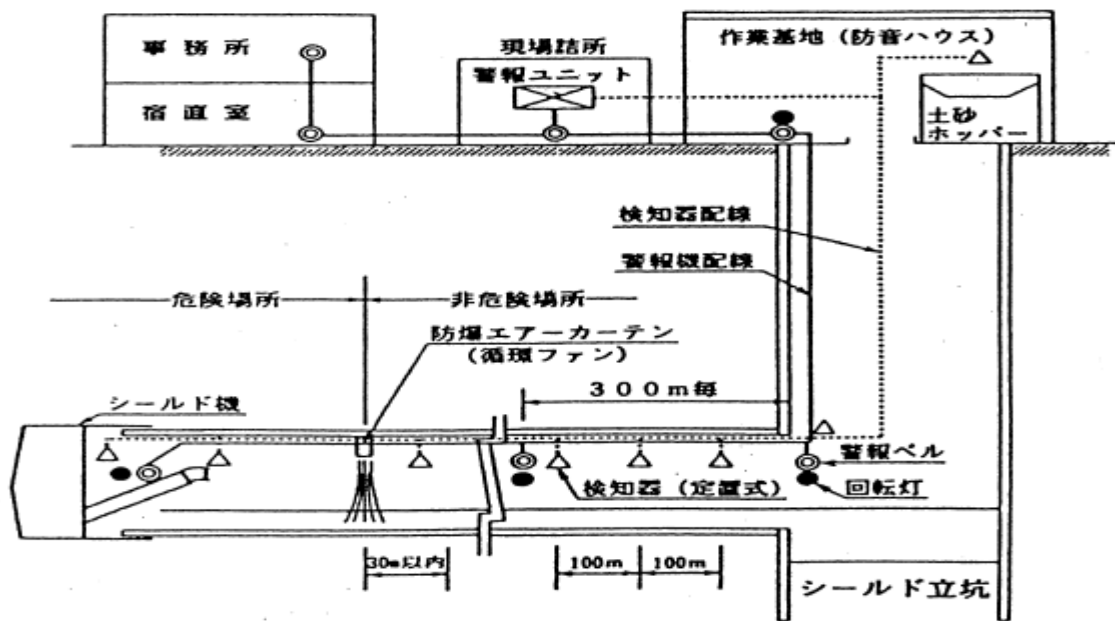 事務所
宿直室
現場詰所
警報ユニット
作業基地(防音ハウス)
土砂
ホッパー
検知器配線
警報機配線
危険場所
非危険場所
防爆エアーカーテン
(循環ファン)
300m毎
シールド機
警報ベル
検知器(定置式)
回転灯
30m以内
100m
100m
シールド立坑